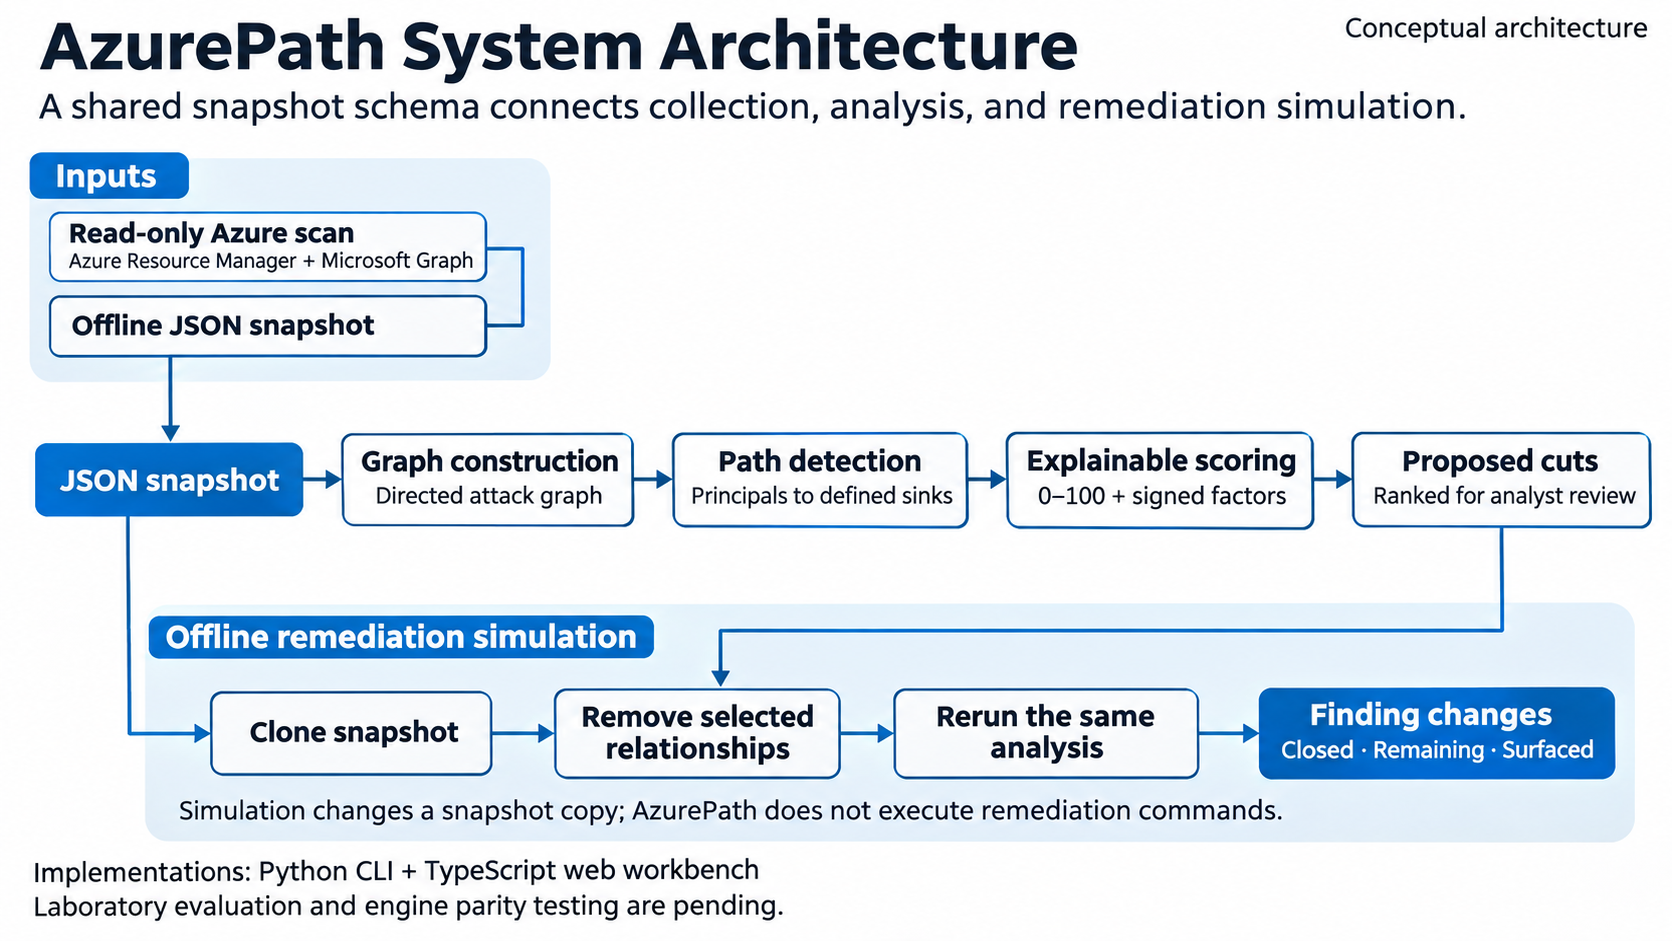 AzurePath System Architecture
Conceptual architecture
A shared snapshot schema connects collection, analysis, and remediation simulation.
Inputs
Read-only Azure scan
Azure Resource Manager + Microsoft Graph
Offline JSON snapshot
JSON snapshot
Graph construction
Directed attack graph
Path detection
Principals to defined sinks
Explainable scoring
0–100 + signed factors
Proposed cuts
Ranked for analyst review
Offline remediation simulation
Clone snapshot
Remove selected
relationships
Rerun the same
analysis
Finding changes
Closed · Remaining · Surfaced
Simulation changes a snapshot copy; AzurePath does not execute remediation commands.
Implementations: Python CLI + TypeScript web workbench
Laboratory evaluation and engine parity testing are pending.